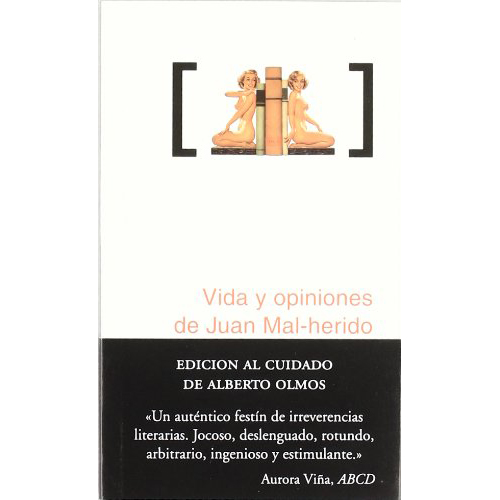 [ ]
Vida y opiniones
de Juan Mal-herido
EDICION AL CUIDADO
DE ALBERTO OLMOS
«Un auténtico festín de irreverencias
literarias. Jocoso, deslenguado, rotundo,
arbitrario, ingenioso y estimulante.»
Aurora Viña, ABCD